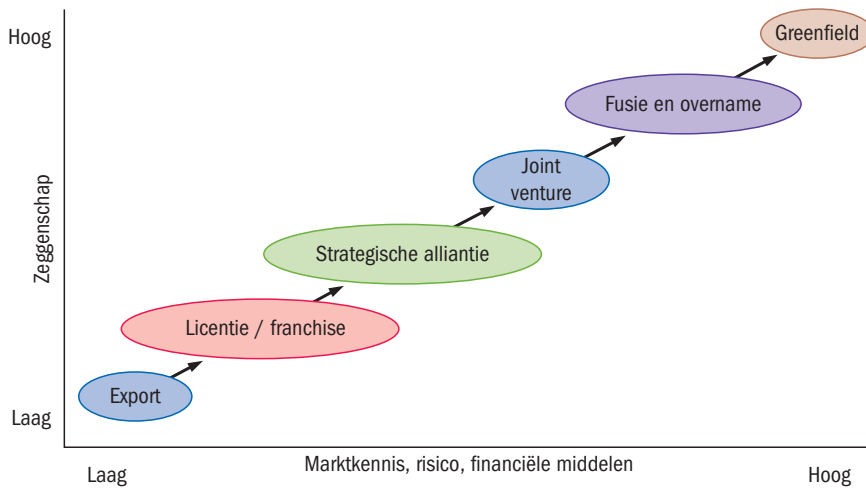 Hoog
Greenfield
Fusie en overname
Joint
venture
Zeggenschap
Strategische alliantie
Licentie / franchise
Export
Laag
Marktkennis, risico, financiële middelen
Laag
Hoog